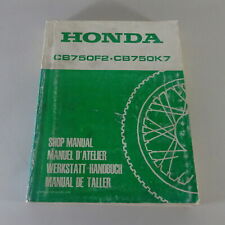 HONDA
CB750F2·CB750K7
SHOP MANUAL
MANUEL D'ATELIER
WERKSTATT-HANDBUCH
MANUAL DE TALLER